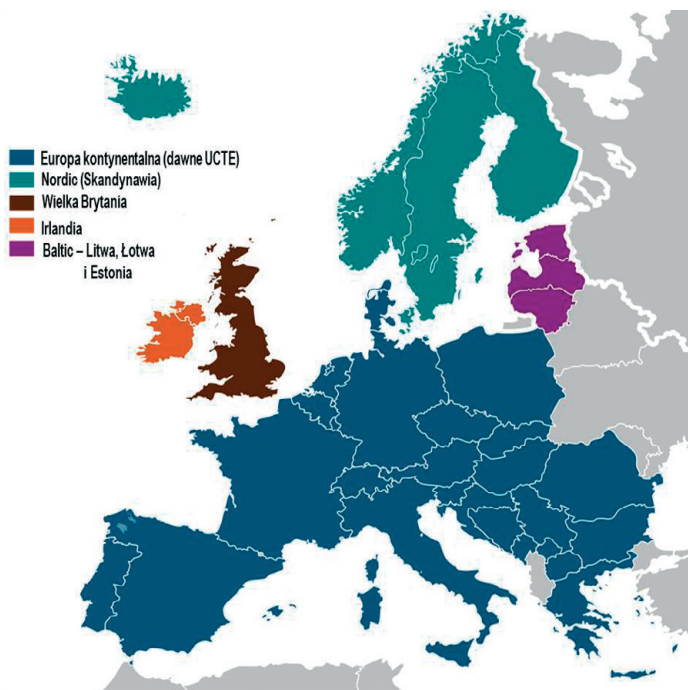 Europa kontynentalna (dawne UCTE)
Nordic (Skandynawia)
Wielka Brytania
Irlandia
Baltic – Litwa, Łotwa
i Estonia